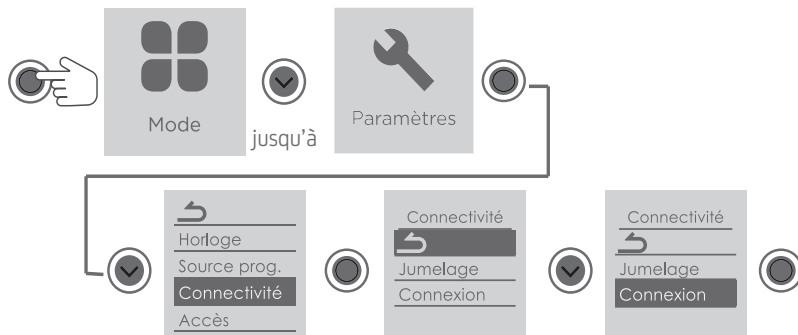 Mode
jusqu'à
Paramètres
Horloge
Source prog.
Connectivité
Accès
Connectivité
Jumelage
Connexion
Connectivité
Jumelage
Connexion